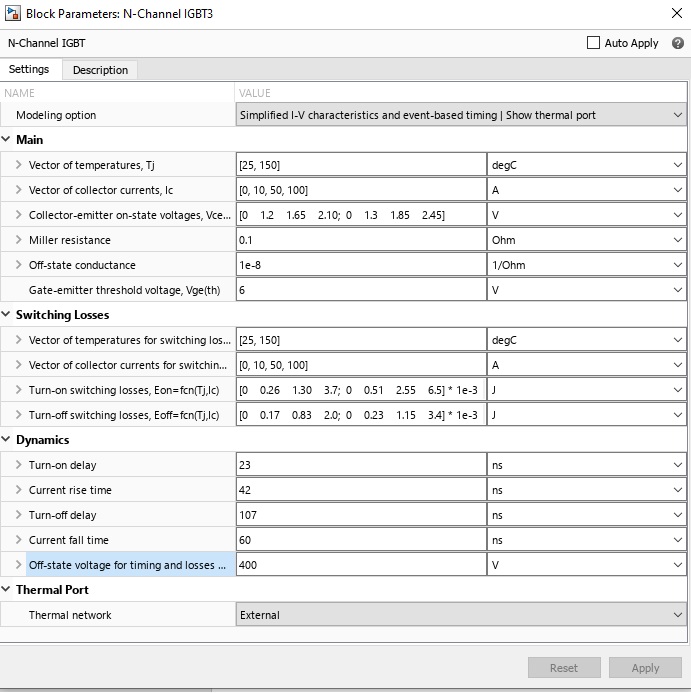 Block Parameters: N-Channel IGBT3
N-Channel IGBT
Auto Apply
Settings Description
NAME VALUE
Modeling option Simplified I-V characteristics and event-based timing | Show thermal port
Main
Vector of temperatures, Tj [25, 150] degC
Vector of collector currents, Ic [0, 10, 50, 100] A
Collector-emitter on-state voltages, Vce... [0 1.2 1.65 2.10; 0 1.3 1.85 2.45] V
Miller resistance 0.1 Ohm
Off-state conductance 1e-8 1/Ohm
Gate-emitter threshold voltage, Vge(th) 6 V
Switching Losses
Vector of temperatures for switching los... [25, 150] degC
Vector of collector currents for switchin... [0, 10, 50, 100] A
Turn-on switching losses, Eon=fcn(Tj,Ic) [0 0.26 1.30 3.7; 0 0.51 2.55 6.5] * 1e-3 J
Turn-off switching losses, Eoff=fcn(Tj,Ic) [0 0.17 0.83 2.0; 0 0.23 1.15 3.4] * 1e-3 J
Dynamics
Turn-on delay 23 ns
Current rise time 42 ns
Turn-off delay 107 ns
Current fall time 60 ns
Off-state voltage for timing and losses ... 400 V
Thermal Port
Thermal network External
Reset Apply